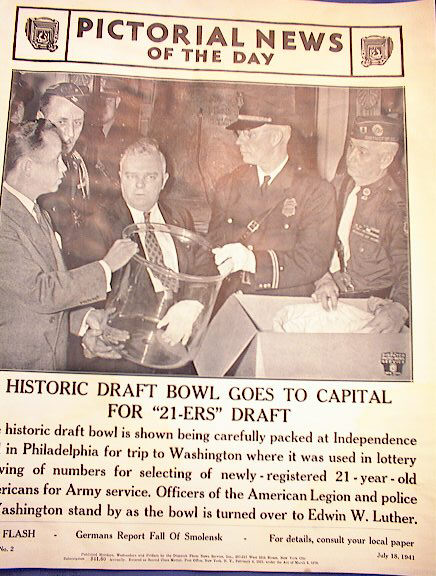 PICTORIAL NEWS
OF THE DAY
HISTORIC DRAFT BOWL GOES TO CAPITAL
FOR "21-ERS" DRAFT
historic draft bowl is shown being carefully packed at Independence
in Philadelphia for trip to Washington where it was used in lottery
ving of numbers for selecting of newly-registered 21-year-old
ericans for Army service. Officers of the American Legion and police
ashington stand by as the bowl is turned over to Edwin W. Luther.
FLASH - Germans Report Fall Of Smolensk - For details, consult your local paper
No. 2
July 18, 1941